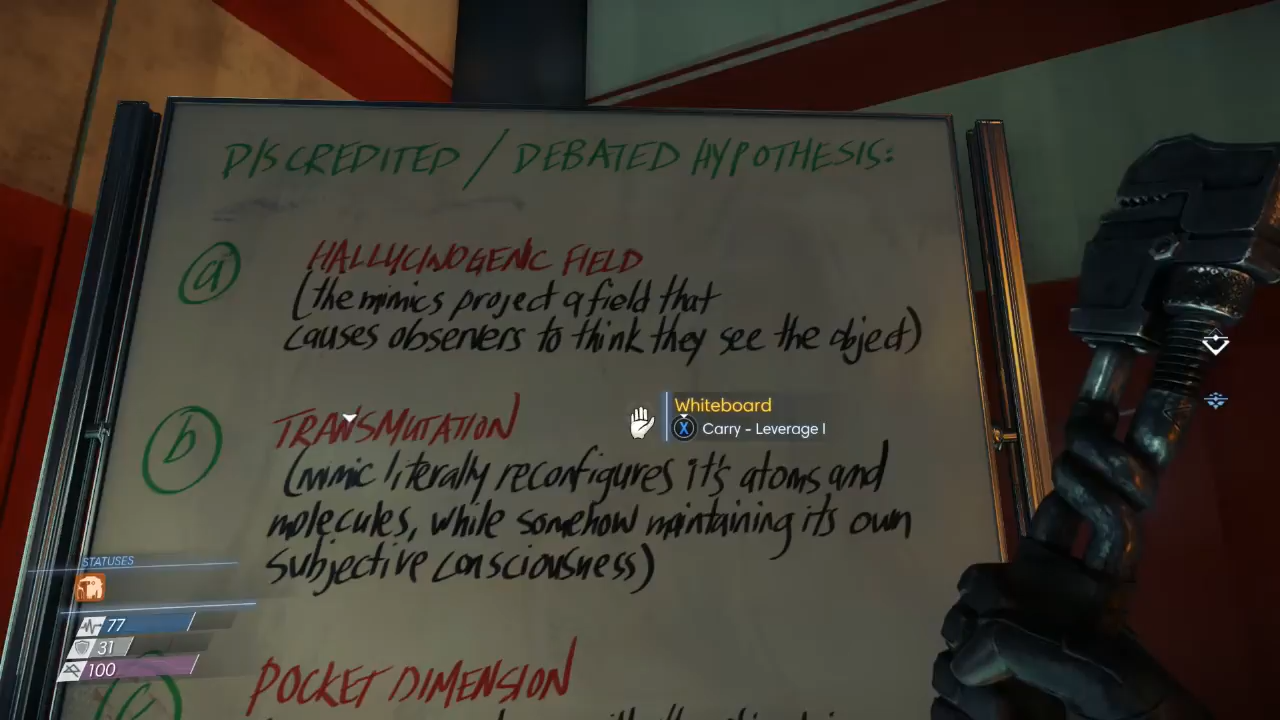 DISCREDITED / DEBATED HYPOTHESIS:
a HALLUCINOGENIC FIELD
(the mimics project a field that
causes observers to think they see the object)
Whiteboard
X Carry - Leverage I
b TRANSMUTATION
(mimic literally reconfigures it's atoms and
molecules, while somehow maintaining its own
subjective consciousness)
STATUSES
77
31
100
c POCKET DIMENSION